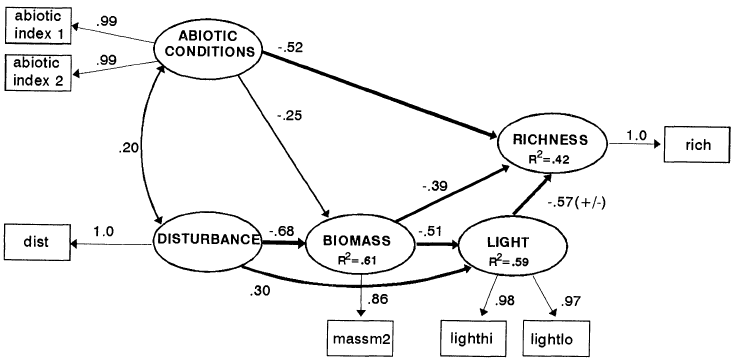 abiotic
index 1
.99
abiotic
index 2
.99
ABIOTIC
CONDITIONS
-.52
-.25
.20
RICHNESS
R²=.42
1.0
rich
-.39
-.57(+/-)
dist
1.0
DISTURBANCE
-.68
BIOMASS
R²=.61
-.51
LIGHT
R²=.59
.30
.86
.98
.97
massm2
lighthi
lightlo